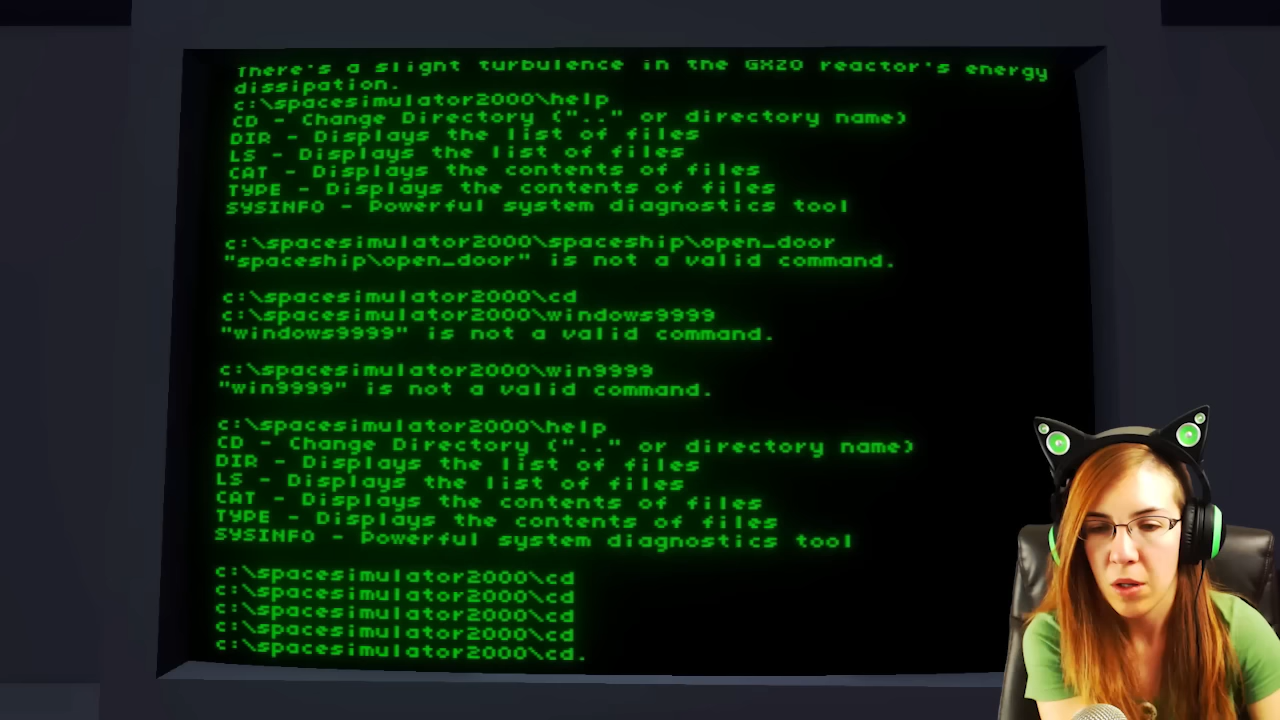 There's a slight turbulence in the GXZ0 reactor's energy
dissipation.
c:\spacesimulator2000\help
CD - Change Directory (".." or directory name)
DIR - Displays the list of files
LS - Displays the list of files
CAT - Displays the contents of files
TYPE - Displays the contents of files
SYSINFO - Powerful system diagnostics tool
c:\spacesimulator2000\spaceship\open_door
"spaceship\open_door" is not a valid command.
c:\spacesimulator2000\cd
c:\spacesimulator2000\windows9999
"windows9999" is not a valid command.
c:\spacesimulator2000\win9999
"win9999" is not a valid command.
c:\spacesimulator2000\help
CD - Change Directory (".." or directory name)
DIR - Displays the list of files
LS - Displays the list of files
CAT - Displays the contents of files
TYPE - Displays the contents of files
SYSINFO - Powerful system diagnostics tool
c:\spacesimulator2000\cd
c:\spacesimulator2000\cd
c:\spacesimulator2000\cd
c:\spacesimulator2000\cd
c:\spacesimulator2000\cd.